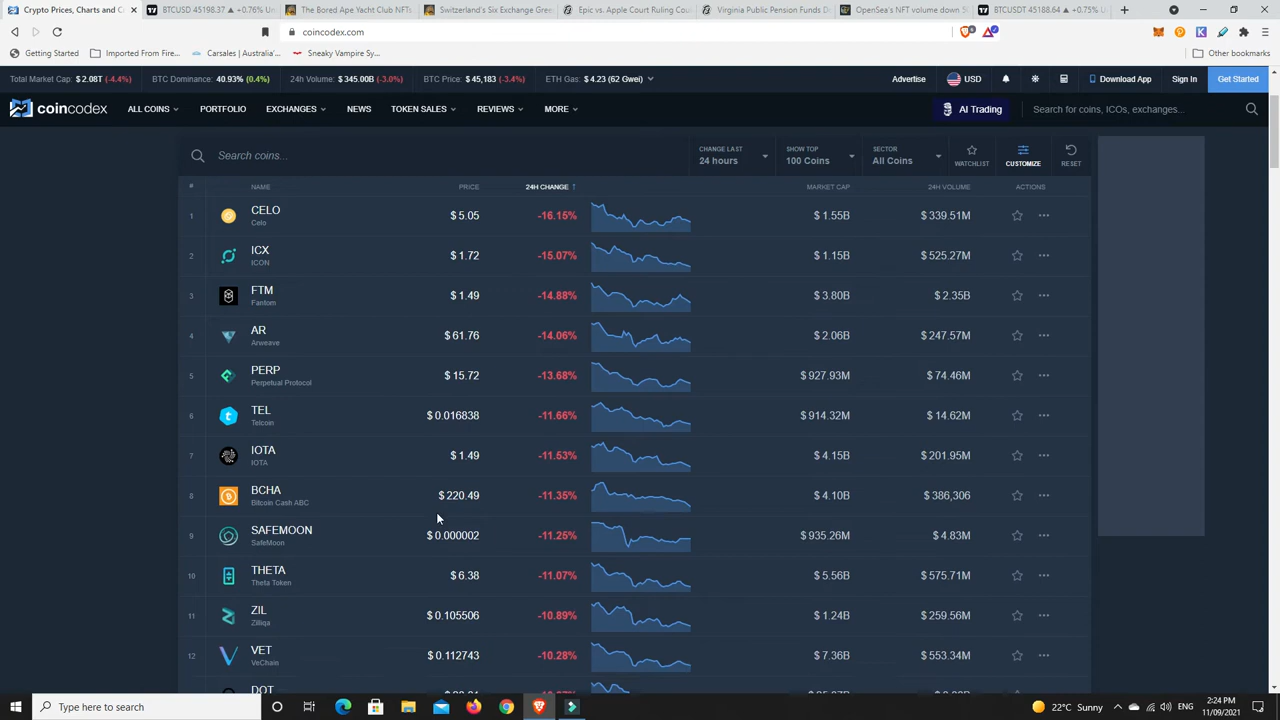 Crypto Prices, Charts and C
BTCUSD 45198.37 ▲ +0.76% Un
The Bored Ape Yacht Club NFTs
Switzerland's Six Exchange Gree
Epic vs. Apple Court Ruling Coul
Virginia Public Pension Funds D
OpenSea's NFT volume down 5
BTCUSDT 45188.64 ▲ +0.75% U
coincodex.com
Getting Started
Imported From Fire...
Carsales | Australia'...
Sneaky Vampire Sy...
Other bookmarks
Total Market Cap: $ 2.08T (-4.4%)
BTC Dominance: 40.93% (0.4%)
24h Volume: $ 345.00B (-3.0%)
BTC Price: $ 45,183 (-3.4%)
ETH Gas: $ 4.23 (62 Gwei)
Advertise
USD
Download App
Sign In
Get Started
coincodex
ALL COINS
PORTFOLIO
EXCHANGES
NEWS
TOKEN SALES
REVIEWS
MORE
AI Trading
Search for coins, ICOs, exchanges...
Search coins...
CHANGE LAST
24 hours
SHOW TOP
100 Coins
SECTOR
All Coins
WATCHLIST
CUSTOMIZE
RESET
# NAME PRICE 24H CHANGE ↑ MARKET CAP 24H VOLUME ACTIONS
1 CELO $ 5.05 -16.15% $ 1.55B $ 339.51M
Celo
2 ICX $ 1.72 -15.07% $ 1.15B $ 525.27M
ICON
3 FTM $ 1.49 -14.88% $ 3.80B $ 2.35B
Fantom
4 AR $ 61.76 -14.06% $ 2.06B $ 247.57M
Arweave
5 PERP $ 15.72 -13.68% $ 927.93M $ 74.46M
Perpetual Protocol
6 TEL $ 0.016838 -11.66% $ 914.32M $ 14.62M
Telcoin
7 IOTA $ 1.49 -11.53% $ 4.15B $ 201.95M
IOTA
8 BCHA $ 220.49 -11.35% $ 4.10B $ 386,306
Bitcoin Cash ABC
9 SAFEMOON $ 0.000002 -11.25% $ 935.26M $ 4.83M
SafeMoon
10 THETA $ 6.38 -11.07% $ 5.56B $ 575.71M
Theta Token
11 ZIL $ 0.105506 -10.89% $ 1.24B $ 259.56M
Zilliqa
12 VET $ 0.112743 -10.28% $ 7.36B $ 553.34M
VeChain
DOT
Type here to search
22°C Sunny
ENG
2:24 PM
11/09/2021